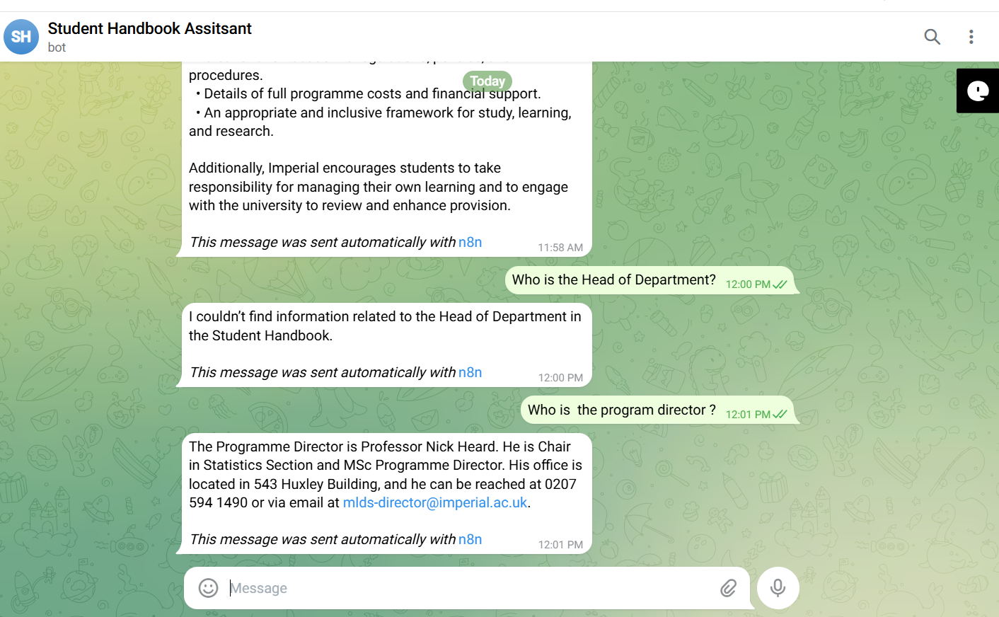 Student Handbook Assitsant
SH
bot
procedures.
Today
• Details of full programme costs and financial support.
• An appropriate and inclusive framework for study, learning,
and research.
Additionally, Imperial encourages students to take
responsibility for managing their own learning and to engage
with the university to review and enhance provision.
This message was sent automatically with n8n
11:58 AM
Who is the Head of Department?
12:00 PM
I couldn’t find information related to the Head of Department in
the Student Handbook.
This message was sent automatically with n8n
12:00 PM
Who is  the program director ?
12:01 PM
The Programme Director is Professor Nick Heard. He is Chair
in Statistics Section and MSc Programme Director. His office is
located in 543 Huxley Building, and he can be reached at 0207
594 1490 or via email at mlds-director@imperial.ac.uk.
This message was sent automatically with n8n
12:01 PM
Message